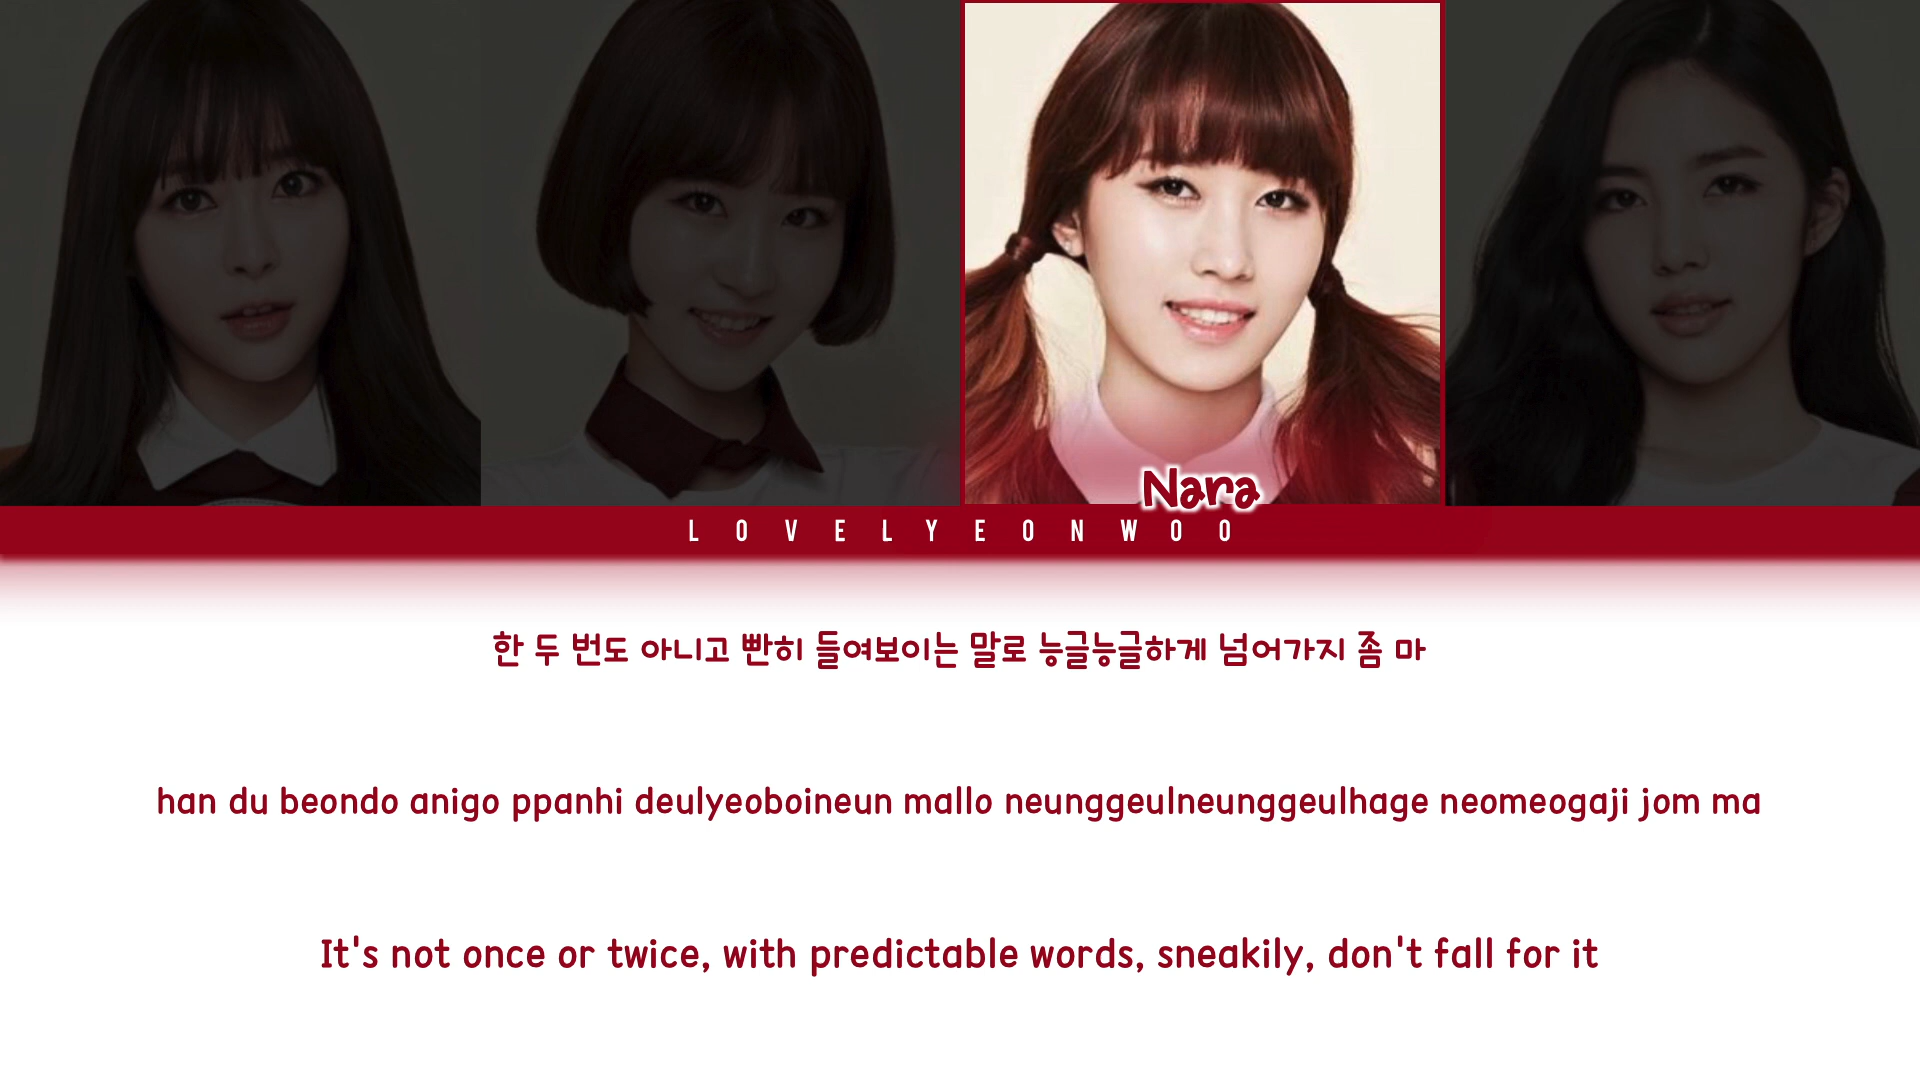 Nara
LOVELYEONWOO
한 두 번도 아니고 빤히 들여보이는 말로 능글능글하게 넘어가지 좀 마
han du beondo anigo ppanhi deulyeoboineun mallo neunggeulneunggeulhage neomeogaji jom ma
It's not once or twice, with predictable words, sneakily, don't fall for it